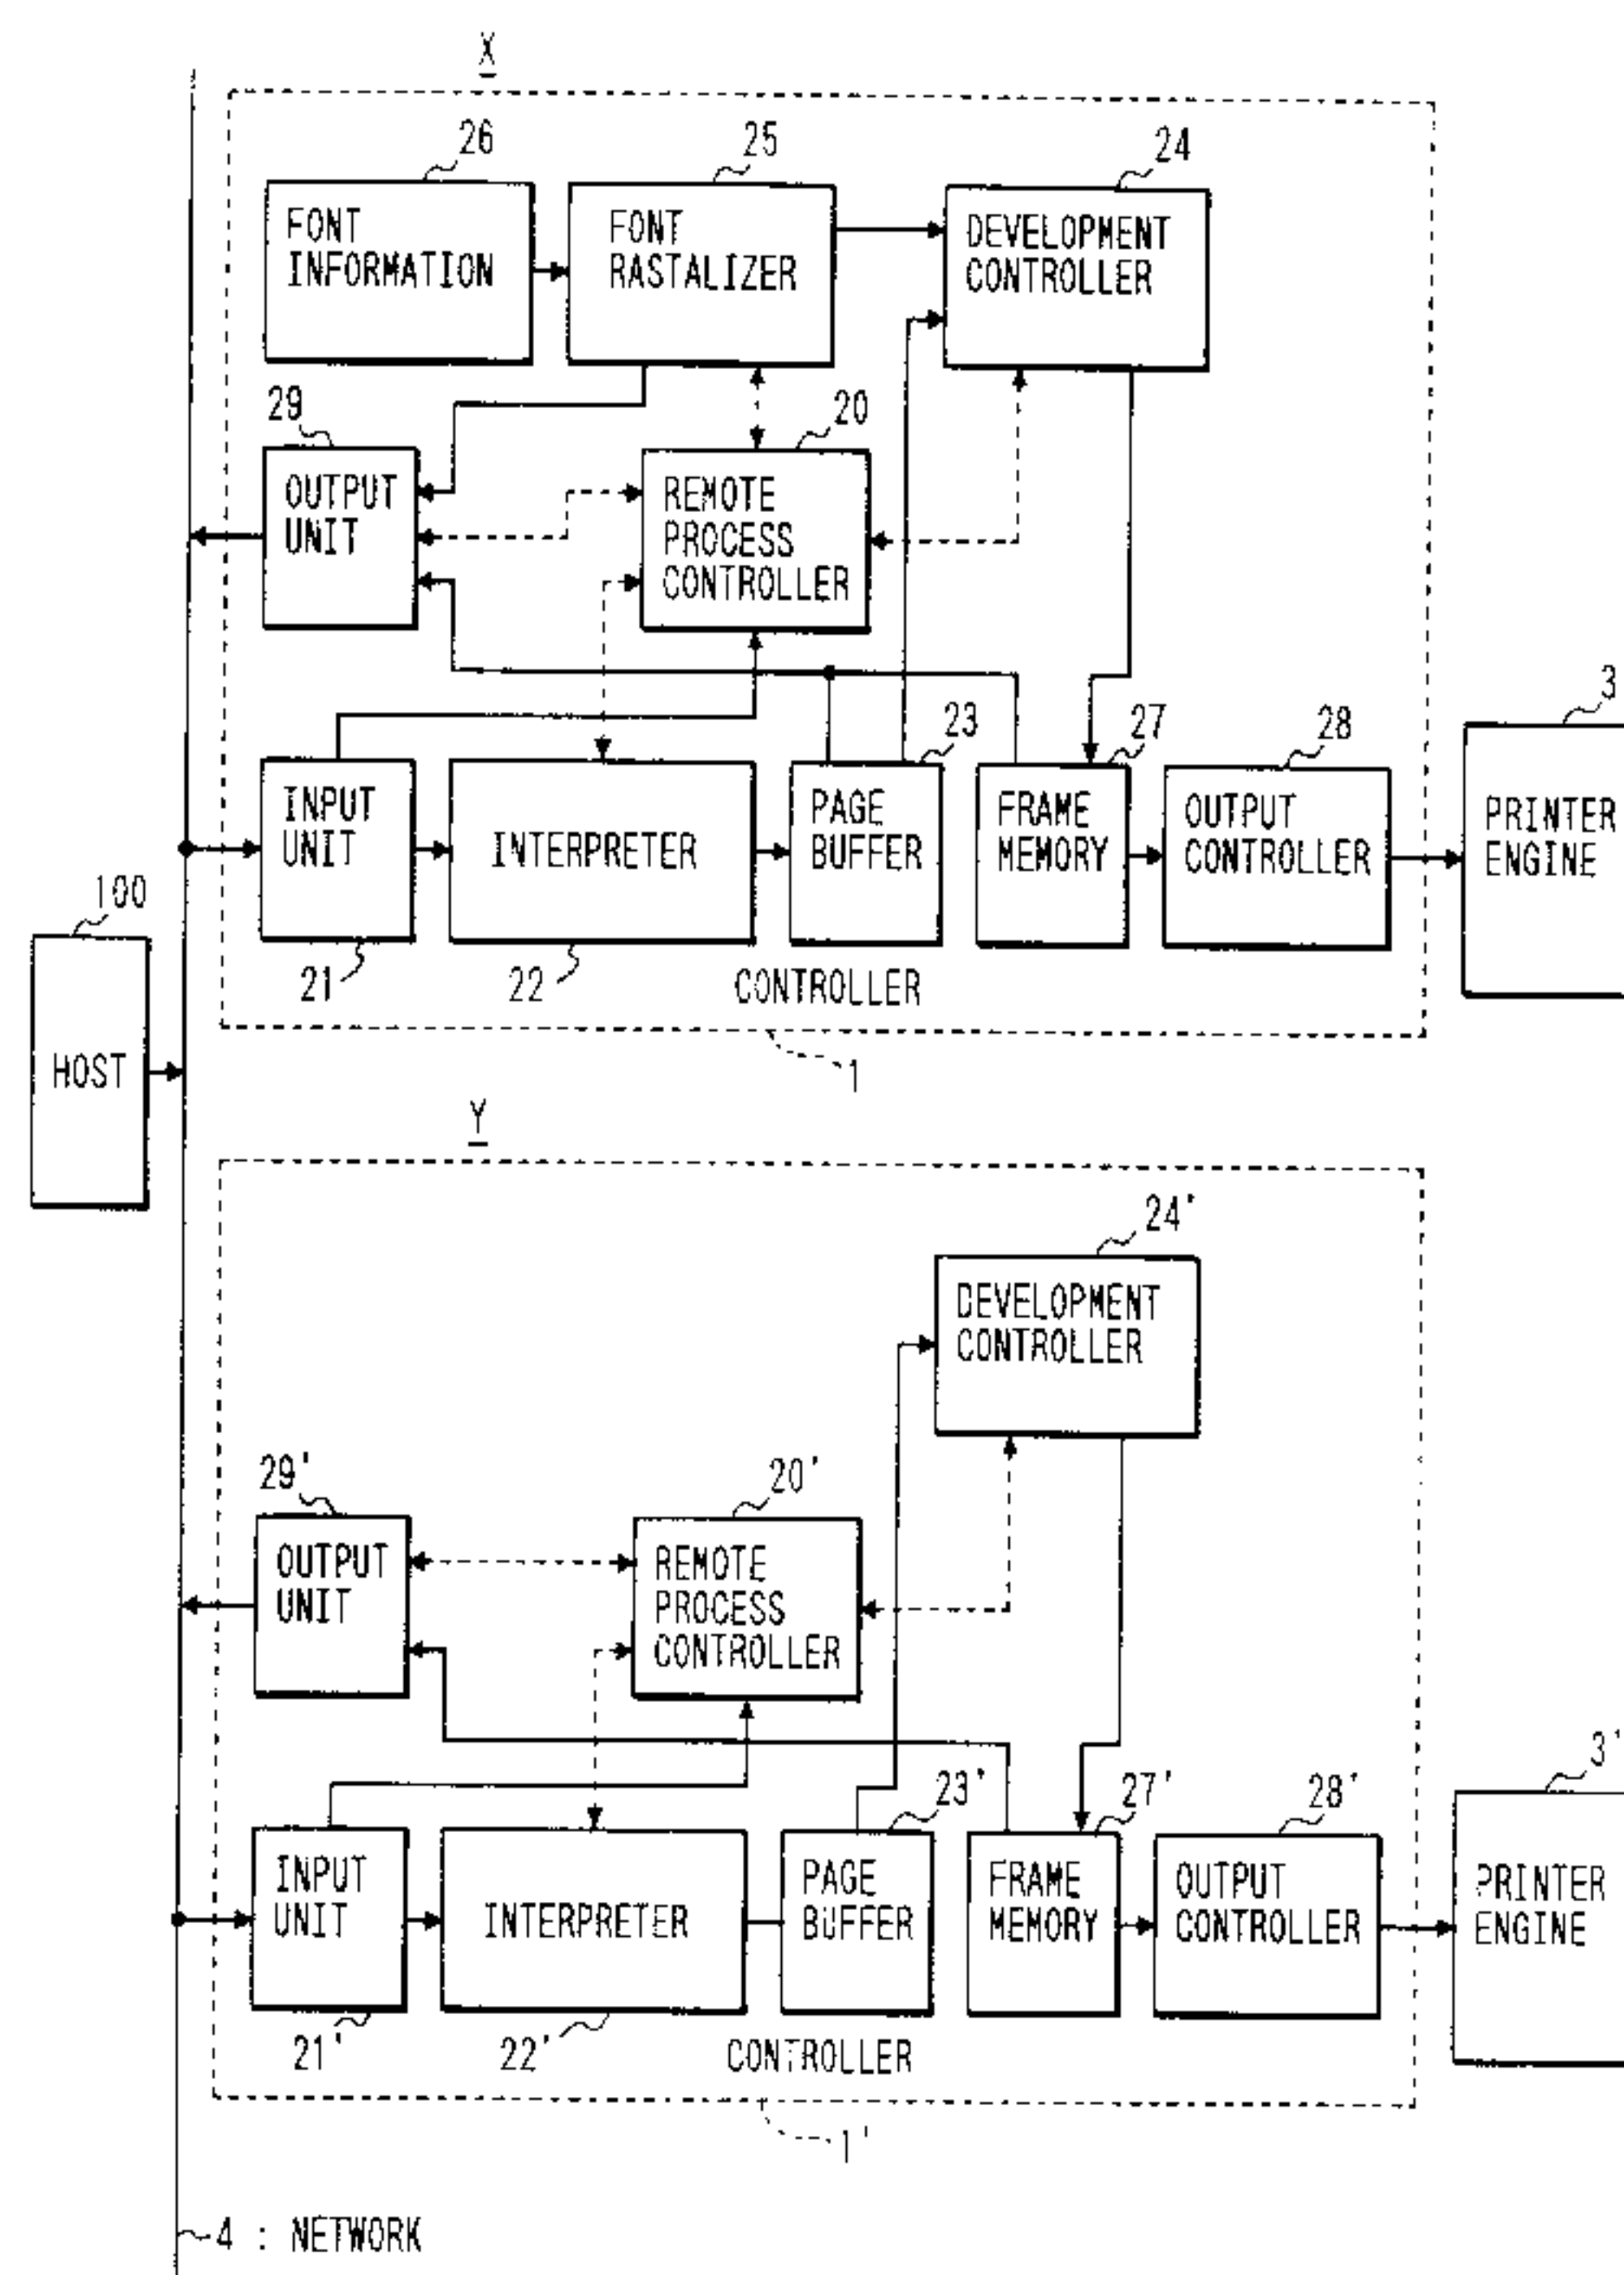 X
26
25
24
FONT
INFORMATION
FONT
RASTALIZER
DEVELOPMENT
CONTROLLER
29
20
OUTPUT
UNIT
REMOTE
PROCESS
CONTROLLER
23
27
28
3
INPUT
UNIT
INTERPRETER
PAGE
BUFFER
FRAME
MEMORY
OUTPUT
CONTROLLER
PRINTER
ENGINE
100
21
22
CONTROLLER
HOST
1
Y
24'
DEVELOPMENT
CONTROLLER
29'
20'
OUTPUT
UNIT
REMOTE
PROCESS
CONTROLLER
23'
27'
28'
3'
INPUT
UNIT
INTERPRETER
PAGE
BUFFER
FRAME
MEMORY
OUTPUT
CONTROLLER
PRINTER
ENGINE
21'
22'
CONTROLLER
1'
4 : NETWORK